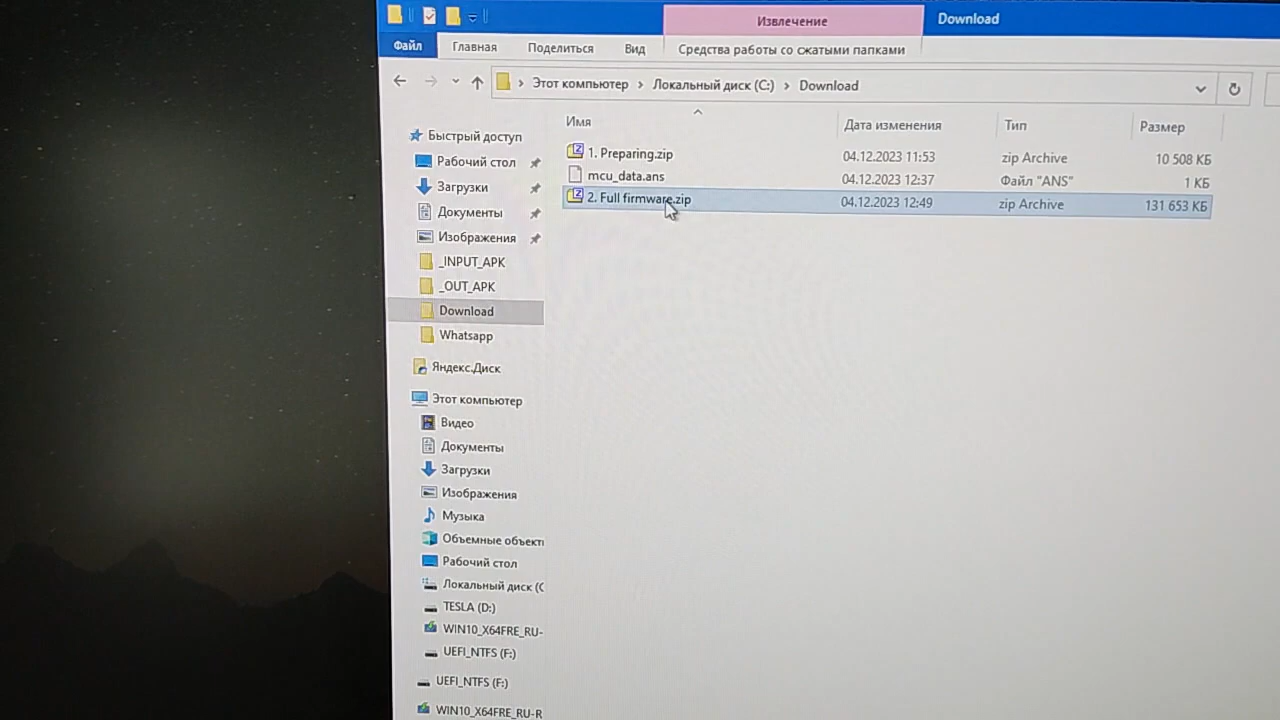 Извлечение
Download
Файл
Главная
Поделиться
Вид
Средства работы со сжатыми папками
Этот компьютер
Локальный диск (C:)
Download
Имя
Дата изменения
Тип
Размер
1. Preparing.zip
04.12.2023 11:53
zip Archive
10 508 КБ
mcu_data.ans
04.12.2023 12:37
Файл "ANS"
1 КБ
2. Full firmware.zip
04.12.2023 12:49
zip Archive
131 653 КБ
Быстрый доступ
Рабочий стол
Загрузки
Документы
Изображения
_INPUT_APK
_OUT_APK
Download
Whatsapp
Яндекс.Диск
Этот компьютер
Видео
Документы
Загрузки
Изображения
Музыка
Объемные объект
Рабочий стол
Локальный диск (C
TESLA (D:)
WIN10_X64FRE_RU-
UEFI_NTFS (F:)
UEFI_NTFS (F:)
WIN10_X64FRE_RU-R